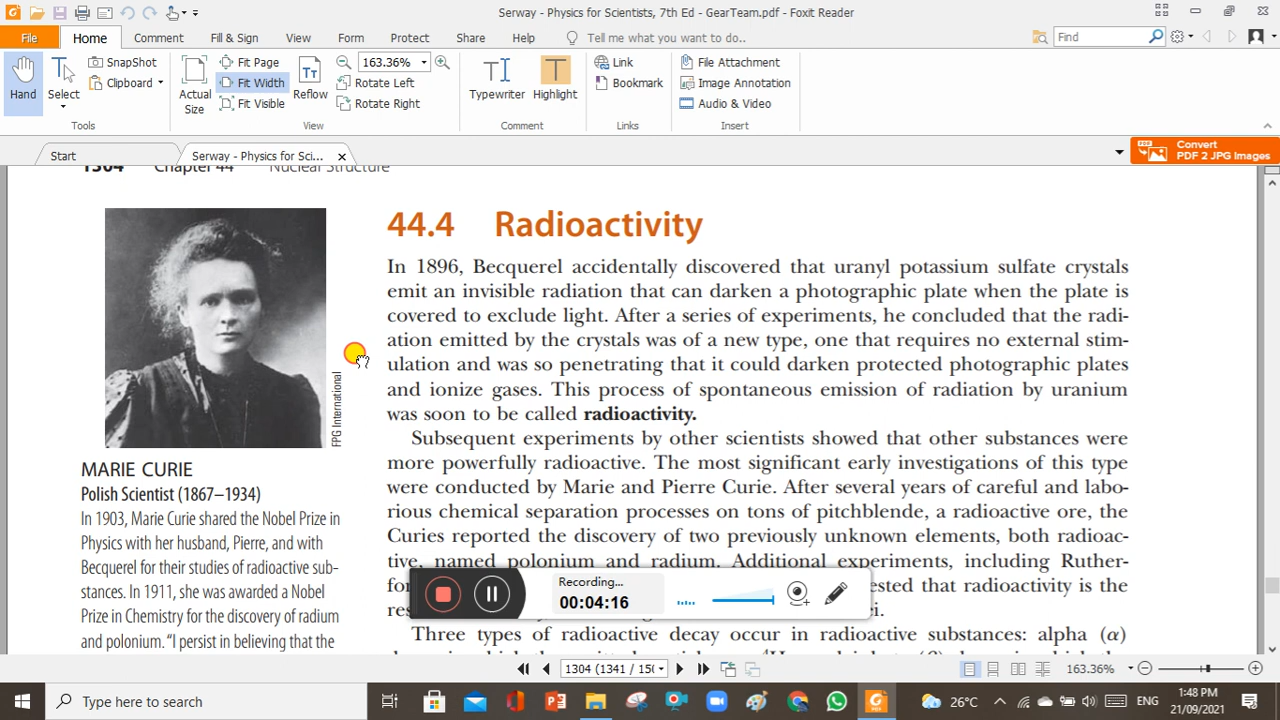 Serway - Physics for Scientists, 7th Ed - GearTeam.pdf - Foxit Reader
File Home Comment Fill & Sign View Form Protect Share Help Tell me what you want to do.. Find
Hand
Select
SnapShot
Clipboard
Tools
Actual
Size
Fit Page
Fit Width
Fit Visible
Reflow
163.36%
Rotate Left
Rotate Right
View
Typewriter
Highlight
Comment
Link
Bookmark
Links
File Attachment
Image Annotation
Audio & Video
Insert
Start
Serway - Physics for Sci...
Convert
PDF 2 JPG Images
1304 Chapter 44 Nuclear Structure
FPG International
MARIE CURIE
Polish Scientist (1867–1934)
In 1903, Marie Curie shared the Nobel Prize in
Physics with her husband, Pierre, and with
Becquerel for their studies of radioactive sub-
stances. In 1911, she was awarded a Nobel
Prize in Chemistry for the discovery of radium
and polonium. "I persist in believing that the
44.4 Radioactivity
In 1896, Becquerel accidentally discovered that uranyl potassium sulfate crystals
emit an invisible radiation that can darken a photographic plate when the plate is
covered to exclude light. After a series of experiments, he concluded that the radi-
ation emitted by the crystals was of a new type, one that requires no external stim-
ulation and was so penetrating that it could darken protected photographic plates
and ionize gases. This process of spontaneous emission of radiation by uranium
was soon to be called radioactivity.
Subsequent experiments by other scientists showed that other substances were
more powerfully radioactive. The most significant early investigations of this type
were conducted by Marie and Pierre Curie. After several years of careful and labo-
rious chemical separation processes on tons of pitchblende, a radioactive ore, the
Curies reported the discovery of two previously unknown elements, both radioac-
tive, named polonium and radium. Additional experiments, including Ruther-
that radioactivity is the
Three types of radioactive decay occur in radioactive substances: alpha (α)
Recording...
00:04:16
1304 (1341 / 150
163.36%
Type here to search
26°C
ENG
1:48 PM
21/09/2021